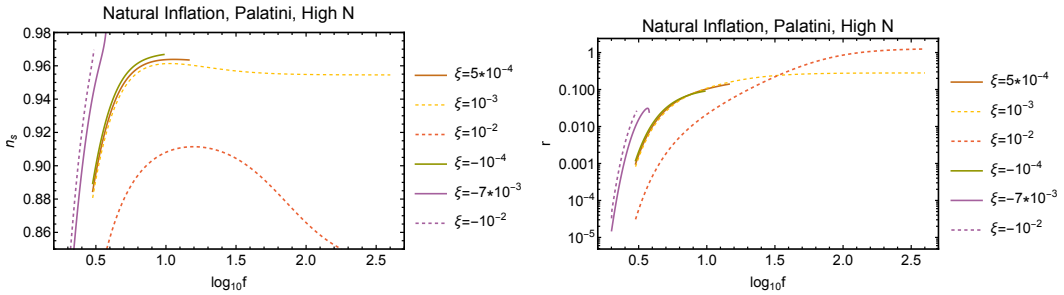 Natural Inflation, Palatini, High N
0.98
0.96
0.94
0.92
0.90
0.88
0.86
n_s
0.5 1.0 1.5 2.0 2.5
log₁₀f
ξ=5*10⁻⁴
ξ=10⁻³
ξ=10⁻²
ξ=-10⁻⁴
ξ=-7*10⁻³
ξ=-10⁻²
Natural Inflation, Palatini, High N
1
0.100
0.010
0.001
10⁻⁴
10⁻⁵
r
0.5 1.0 1.5 2.0 2.5
log₁₀f
ξ=5*10⁻⁴
ξ=10⁻³
ξ=10⁻²
ξ=-10⁻⁴
ξ=-7*10⁻³
ξ=-10⁻²